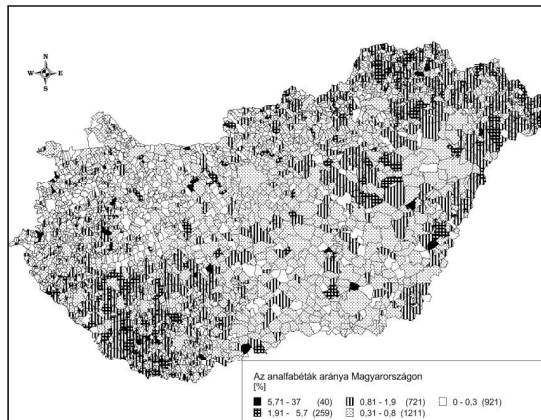 N
W E
S
Az analfabéták aránya Magyarországon
[%]
5,71 - 37 (40) 0,81 - 1,9 (721) 0 - 0,3 (921)
1,91 - 5,7 (259) 0,31 - 0,8 (1211)